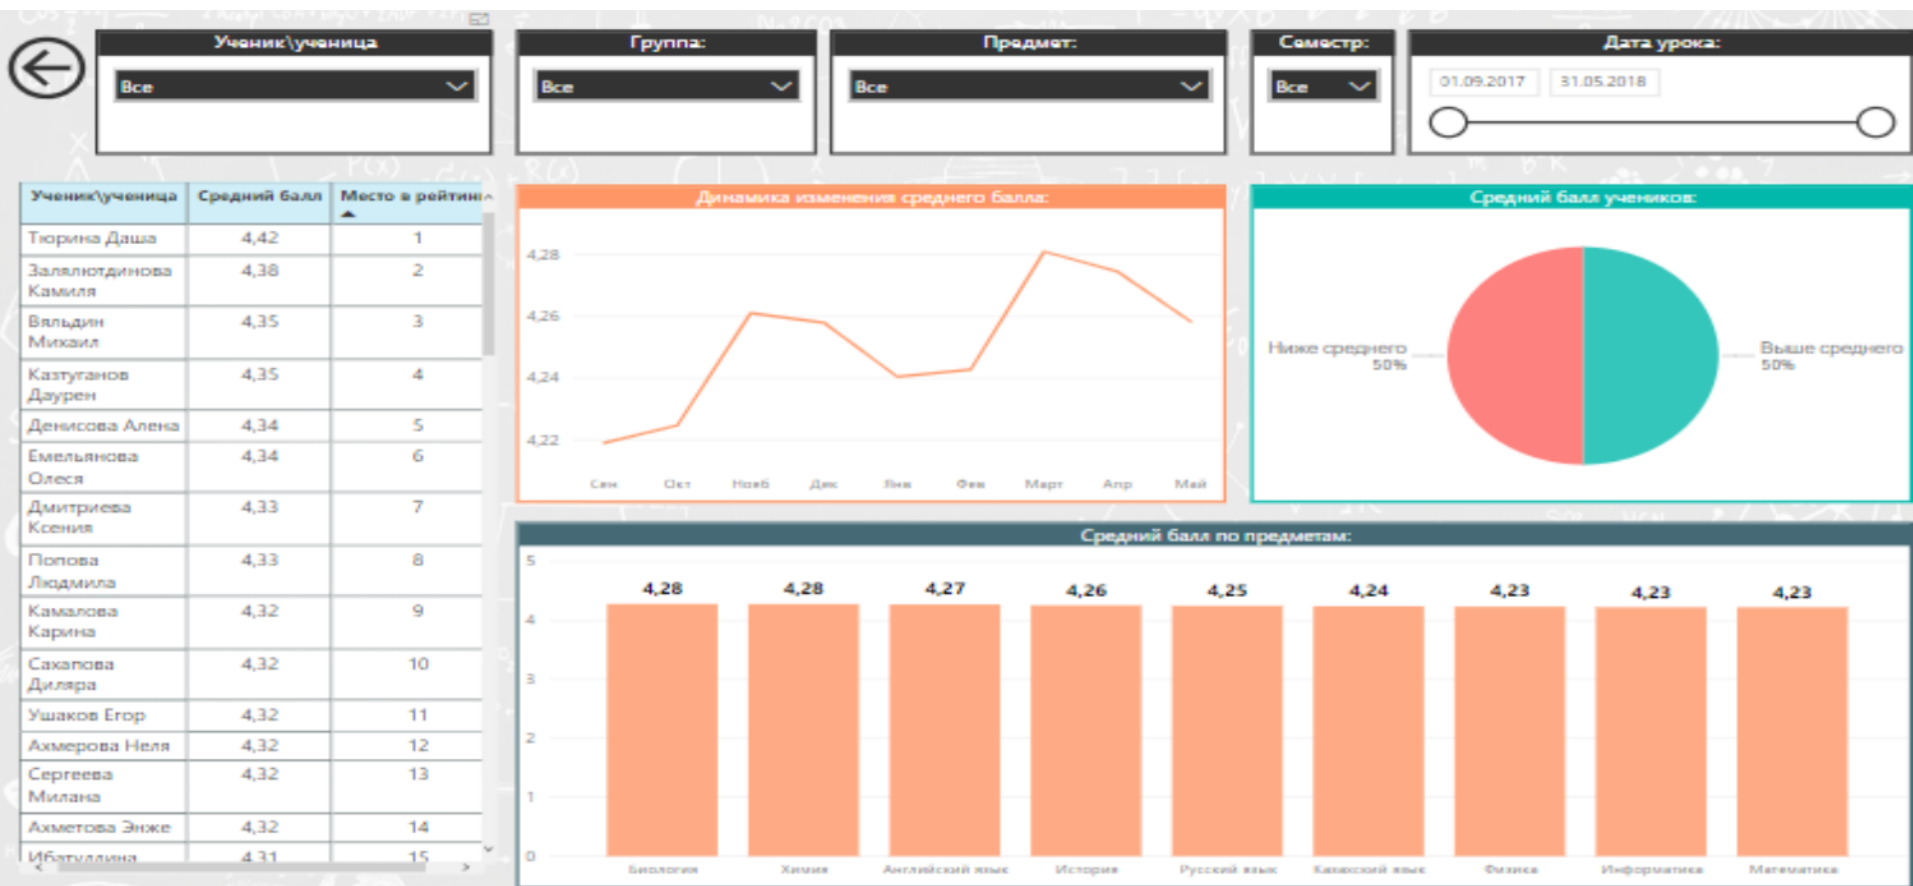 Ученик\ученица
Все
Группа:
Все
Предмет:
Все
Семестр:
Все
Дата урока:
01.09.2017 31.05.2018
Ученик\ученица Средний балл Место в рейтинг
Тюрина Даша 4,42 1
Залялютдинова 4,38 2
Камиля
Вяльдин 4,35 3
Михаил
Казтуганов 4,35 4
Даурен
Денисова Алена 4,34 5
Емельянова 4,34 6
Олеся
Дмитриева 4,33 7
Ксения
Попова 4,33 8
Людмила
Камалова 4,32 9
Карина
Сахапова 4,32 10
Диляра
Ушаков Егор 4,32 11
Ахмерова Неля 4,32 12
Сергеева 4,32 13
Милана
Ахметова Энже 4,32 14
Ибатуллина 4,31 15
Динамика изменения среднего балла:
4,28
4,26
4,24
4,22
Сен Окт Нояб Дек Янв Фев Март Апр Май
Средний балл учеников:
Ниже среднего
50%
Выше среднего
50%
Средний балл по предметам:
5
4
3
2
1
0
4,28 4,28 4,27 4,26 4,25 4,24 4,23 4,23 4,23
Биология Химия Английский язык История Русский язык Казахский язык Физика Информатика Математика